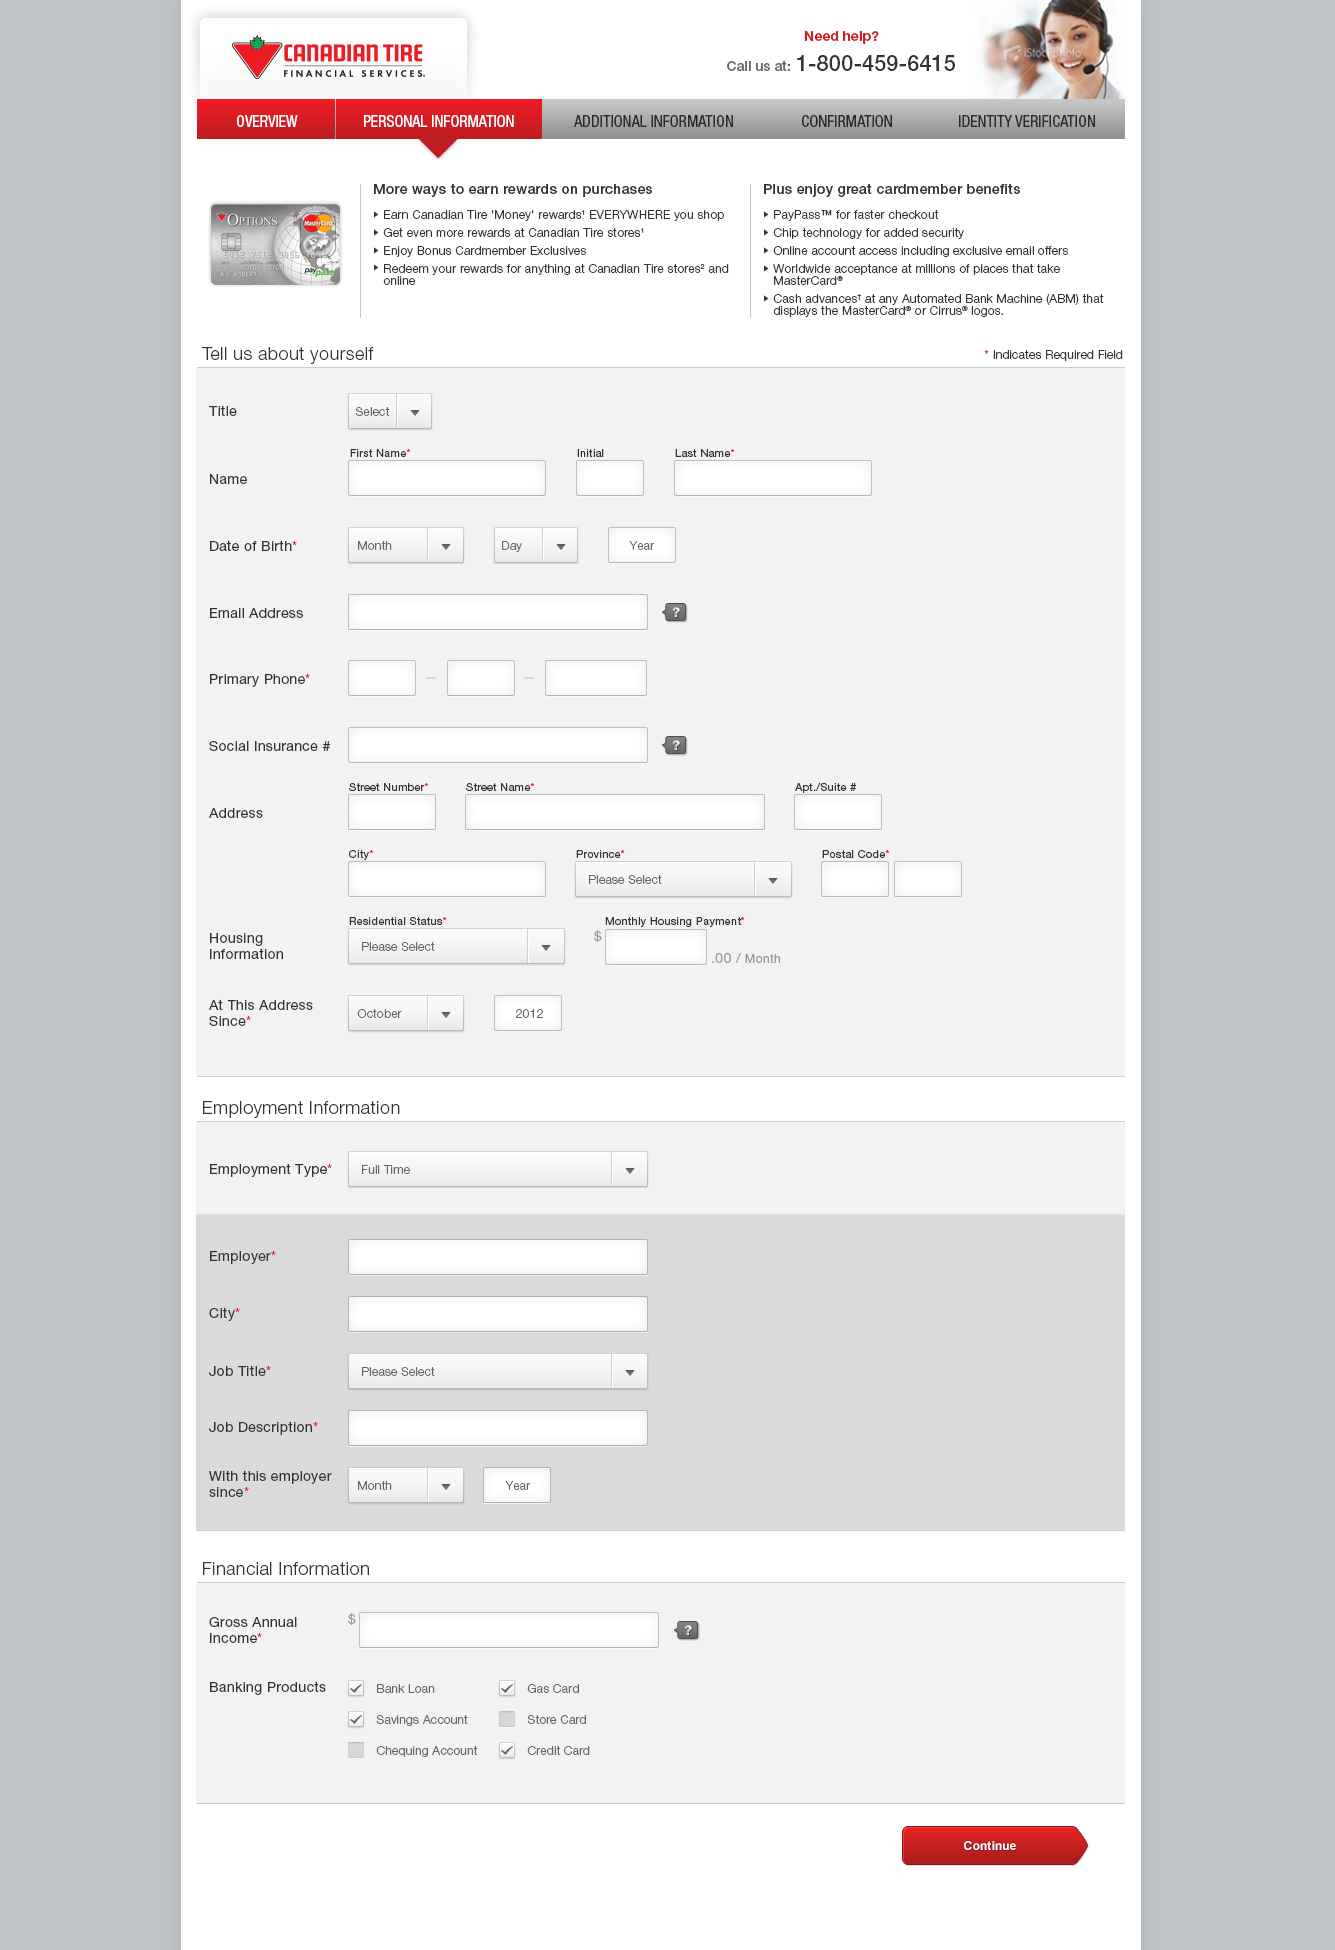 CANADIAN TIRE
FINANCIAL SERVICES.
Need help?
Call us at: 1-800-459-6415
iStockphoto
OVERVIEW
PERSONAL INFORMATION
ADDITIONAL INFORMATION
CONFIRMATION
IDENTITY VERIFICATION
OPTIONS
MasterCard
PayPass
More ways to earn rewards on purchases
Earn Canadian Tire 'Money' rewards¹ EVERYWHERE you shop
Get even more rewards at Canadian Tire stores¹
Enjoy Bonus Cardmember Exclusives
Redeem your rewards for anything at Canadian Tire stores² and
online
Plus enjoy great cardmember benefits
PayPass™ for faster checkout
Chip technology for added security
Online account access including exclusive email offers
Worldwide acceptance at millions of places that take
MasterCard®
Cash advances† at any Automated Bank Machine (ABM) that
displays the MasterCard® or Cirrus® logos.
Tell us about yourself
* Indicates Required Field
Title
Select
Name
First Name*
Initial
Last Name*
Date of Birth*
Month
Day
Year
Email Address
?
Primary Phone*
Social Insurance #
?
Address
Street Number*
Street Name*
Apt./Suite #
City*
Province*
Please Select
Postal Code*
Housing
Information
Residential Status*
Please Select
Monthly Housing Payment*
$
.00 / Month
At This Address
Since*
October
2012
Employment Information
Employment Type*
Full Time
Employer*
City*
Job Title*
Please Select
Job Description*
With this employer
since*
Month
Year
Financial Information
Gross Annual
Income*
$
?
Banking Products
Bank Loan
Gas Card
Savings Account
Store Card
Chequing Account
Credit Card
Continue